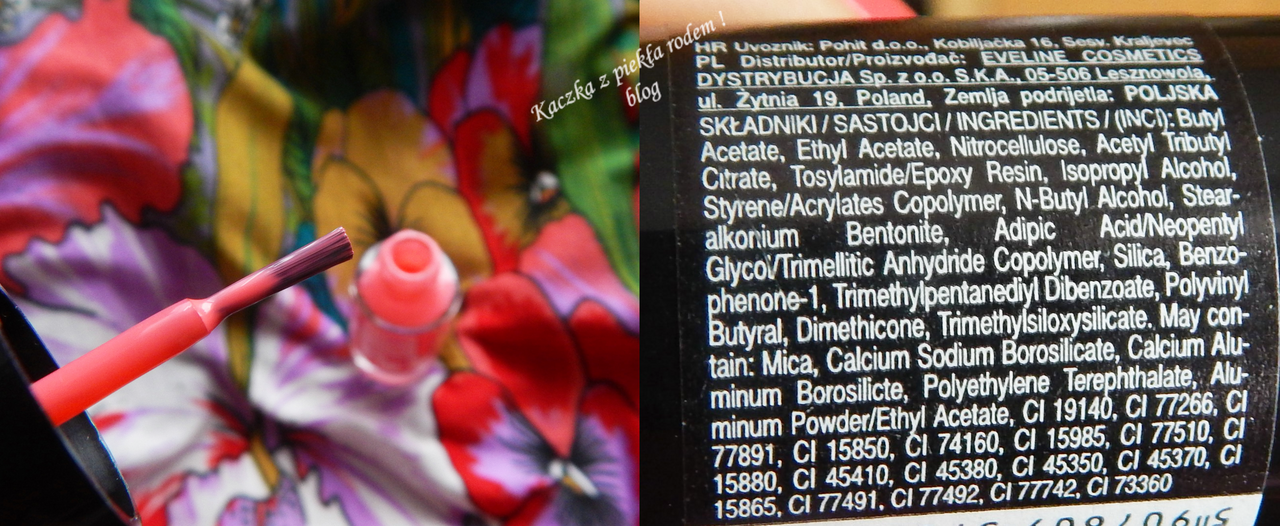 Kaczka z piekła rodem !
blog
HR Uvoznik: Pohit d.o.o., Kobiljačka 16, Sesv. Kraljevec
PL Distributor/Proizvođač: EVELINE COSMETICS
DYSTRYBUCJA Sp. z o.o. S.K.A., 05-506 Lesznowola,
ul. Żytnia 19, Poland, Zemlja podrijetla: POLJSKA
SKŁADNIKI / SASTOJCI / INGREDIENTS / (INCI): Butyl
Acetate, Ethyl Acetate, Nitrocellulose, Acetyl Tributyl
Citrate, Tosylamide/Epoxy Resin, Isopropyl Alcohol,
Styrene/Acrylates Copolymer, N-Butyl Alcohol, Stear-
alkonium Bentonite, Adipic Acid/Neopentyl
Glycol/Trimellitic Anhydride Copolymer, Silica, Benzo-
phenone-1, Trimethylpentanediyl Dibenzoate, Polyvinyl
Butyral, Dimethicone, Trimethylsiloxysilicate. May con-
tain: Mica, Calcium Sodium Borosilicate, Calcium Alu-
minum Borosilicte, Polyethylene Terephthalate, Alu-
minum Powder/Ethyl Acetate, CI 19140, CI 77266, CI
77891, CI 15850, CI 74160, CI 15985, CI 77510, CI
15880, CI 45410, CI 45380, CI 45350, CI 45370, CI
15865, CI 77491, CI 77492, CI 77742, CI 73360